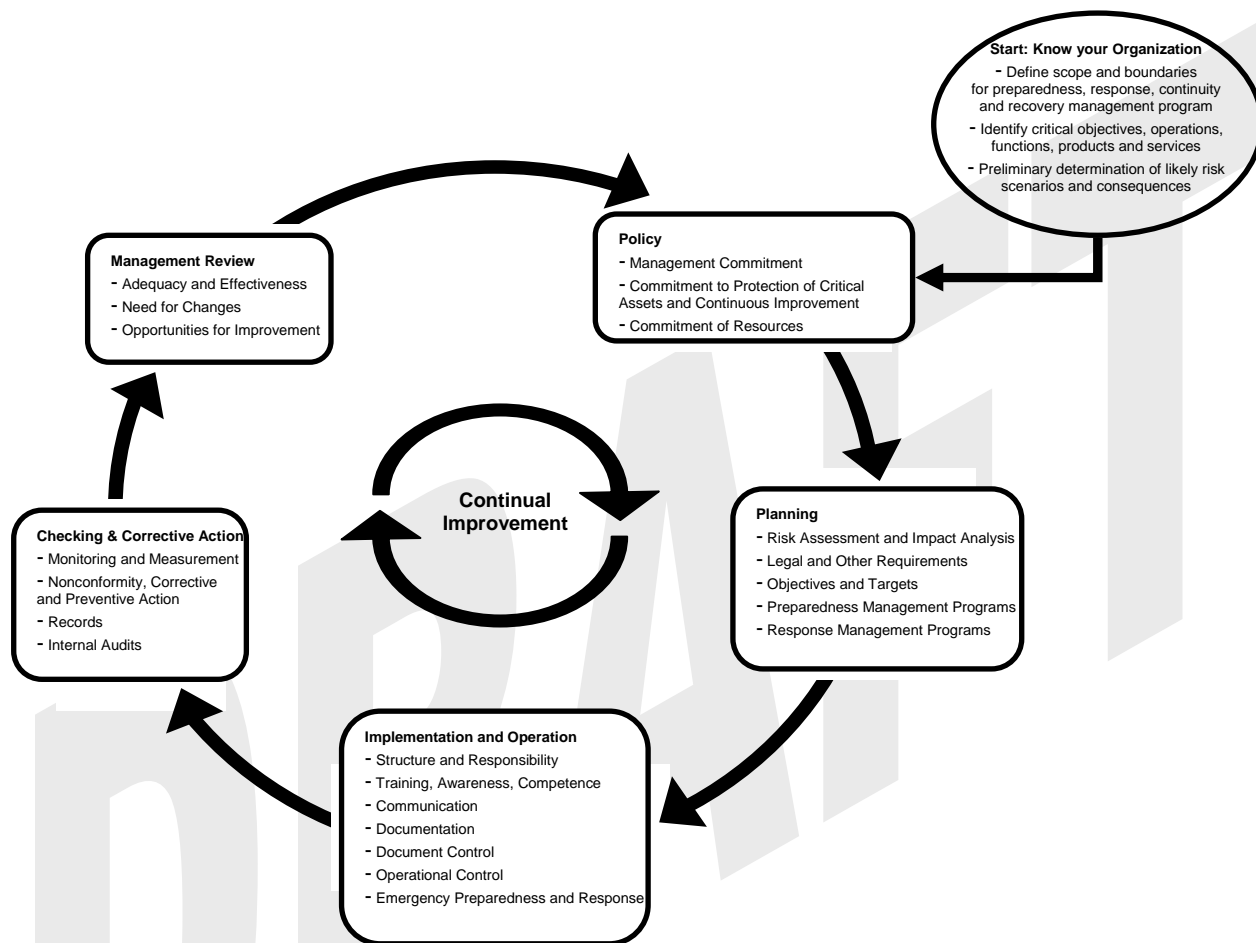 Start: Know your Organization
- Define scope and boundaries
for preparedness, response, continuity
and recovery management program
- Identify critical objectives, operations,
functions, products and services
- Preliminary determination of likely risk
scenarios and consequences
Policy
- Management Commitment
- Commitment to Protection of Critical
Assets and Continuous Improvement
- Commitment of Resources
Management Review
- Adequacy and Effectiveness
- Need for Changes
- Opportunities for Improvement
Continual
Improvement
Planning
- Risk Assessment and Impact Analysis
- Legal and Other Requirements
- Objectives and Targets
- Preparedness Management Programs
- Response Management Programs
Checking & Corrective Action
- Monitoring and Measurement
- Nonconformity, Corrective
and Preventive Action
- Records
- Internal Audits
Implementation and Operation
- Structure and Responsibility
- Training, Awareness, Competence
- Communication
- Documentation
- Document Control
- Operational Control
- Emergency Preparedness and Response
DRAFT